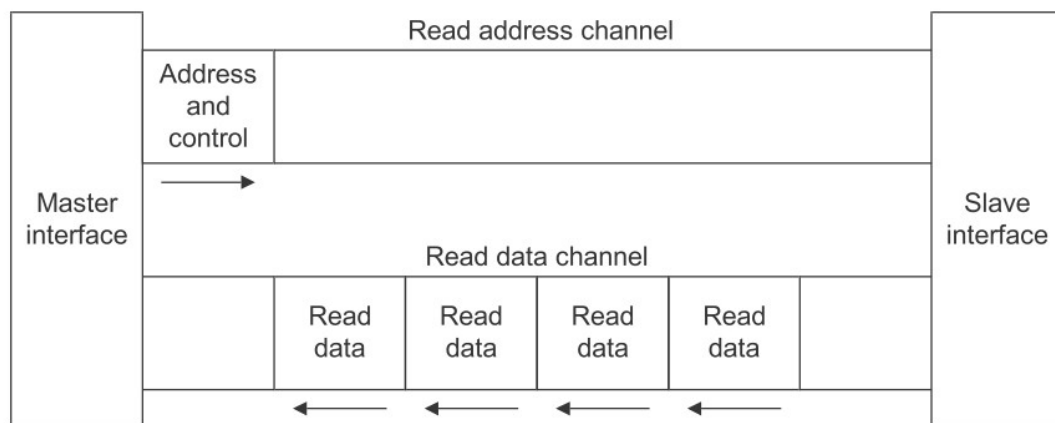 Read address channel
Address
and
control
Master
interface
Slave
interface
Read data channel
Read
data
Read
data
Read
data
Read
data